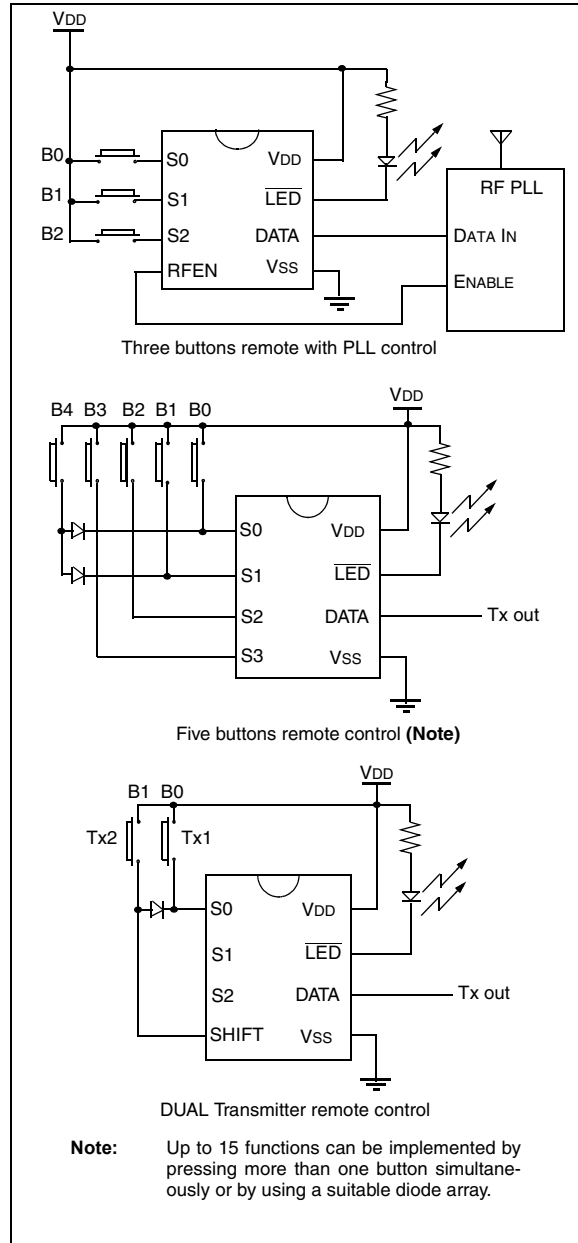 VDD
B0 S0 VDD
RF PLL
B1 S1 LED
B2 S2 DATA DATA IN
RFEN VSS
ENABLE
Three buttons remote with PLL control
VDD
B4 B3 B2 B1 B0
S0 VDD
S1 LED
S2 DATA Tx out
S3 VSS
Five buttons remote control (Note)
VDD
B1 B0
Tx2 Tx1
S0 VDD
S1 LED
S2 DATA Tx out
SHIFT VSS
DUAL Transmitter remote control
Note: Up to 15 functions can be implemented by
pressing more than one button simultane-
ously or by using a suitable diode array.